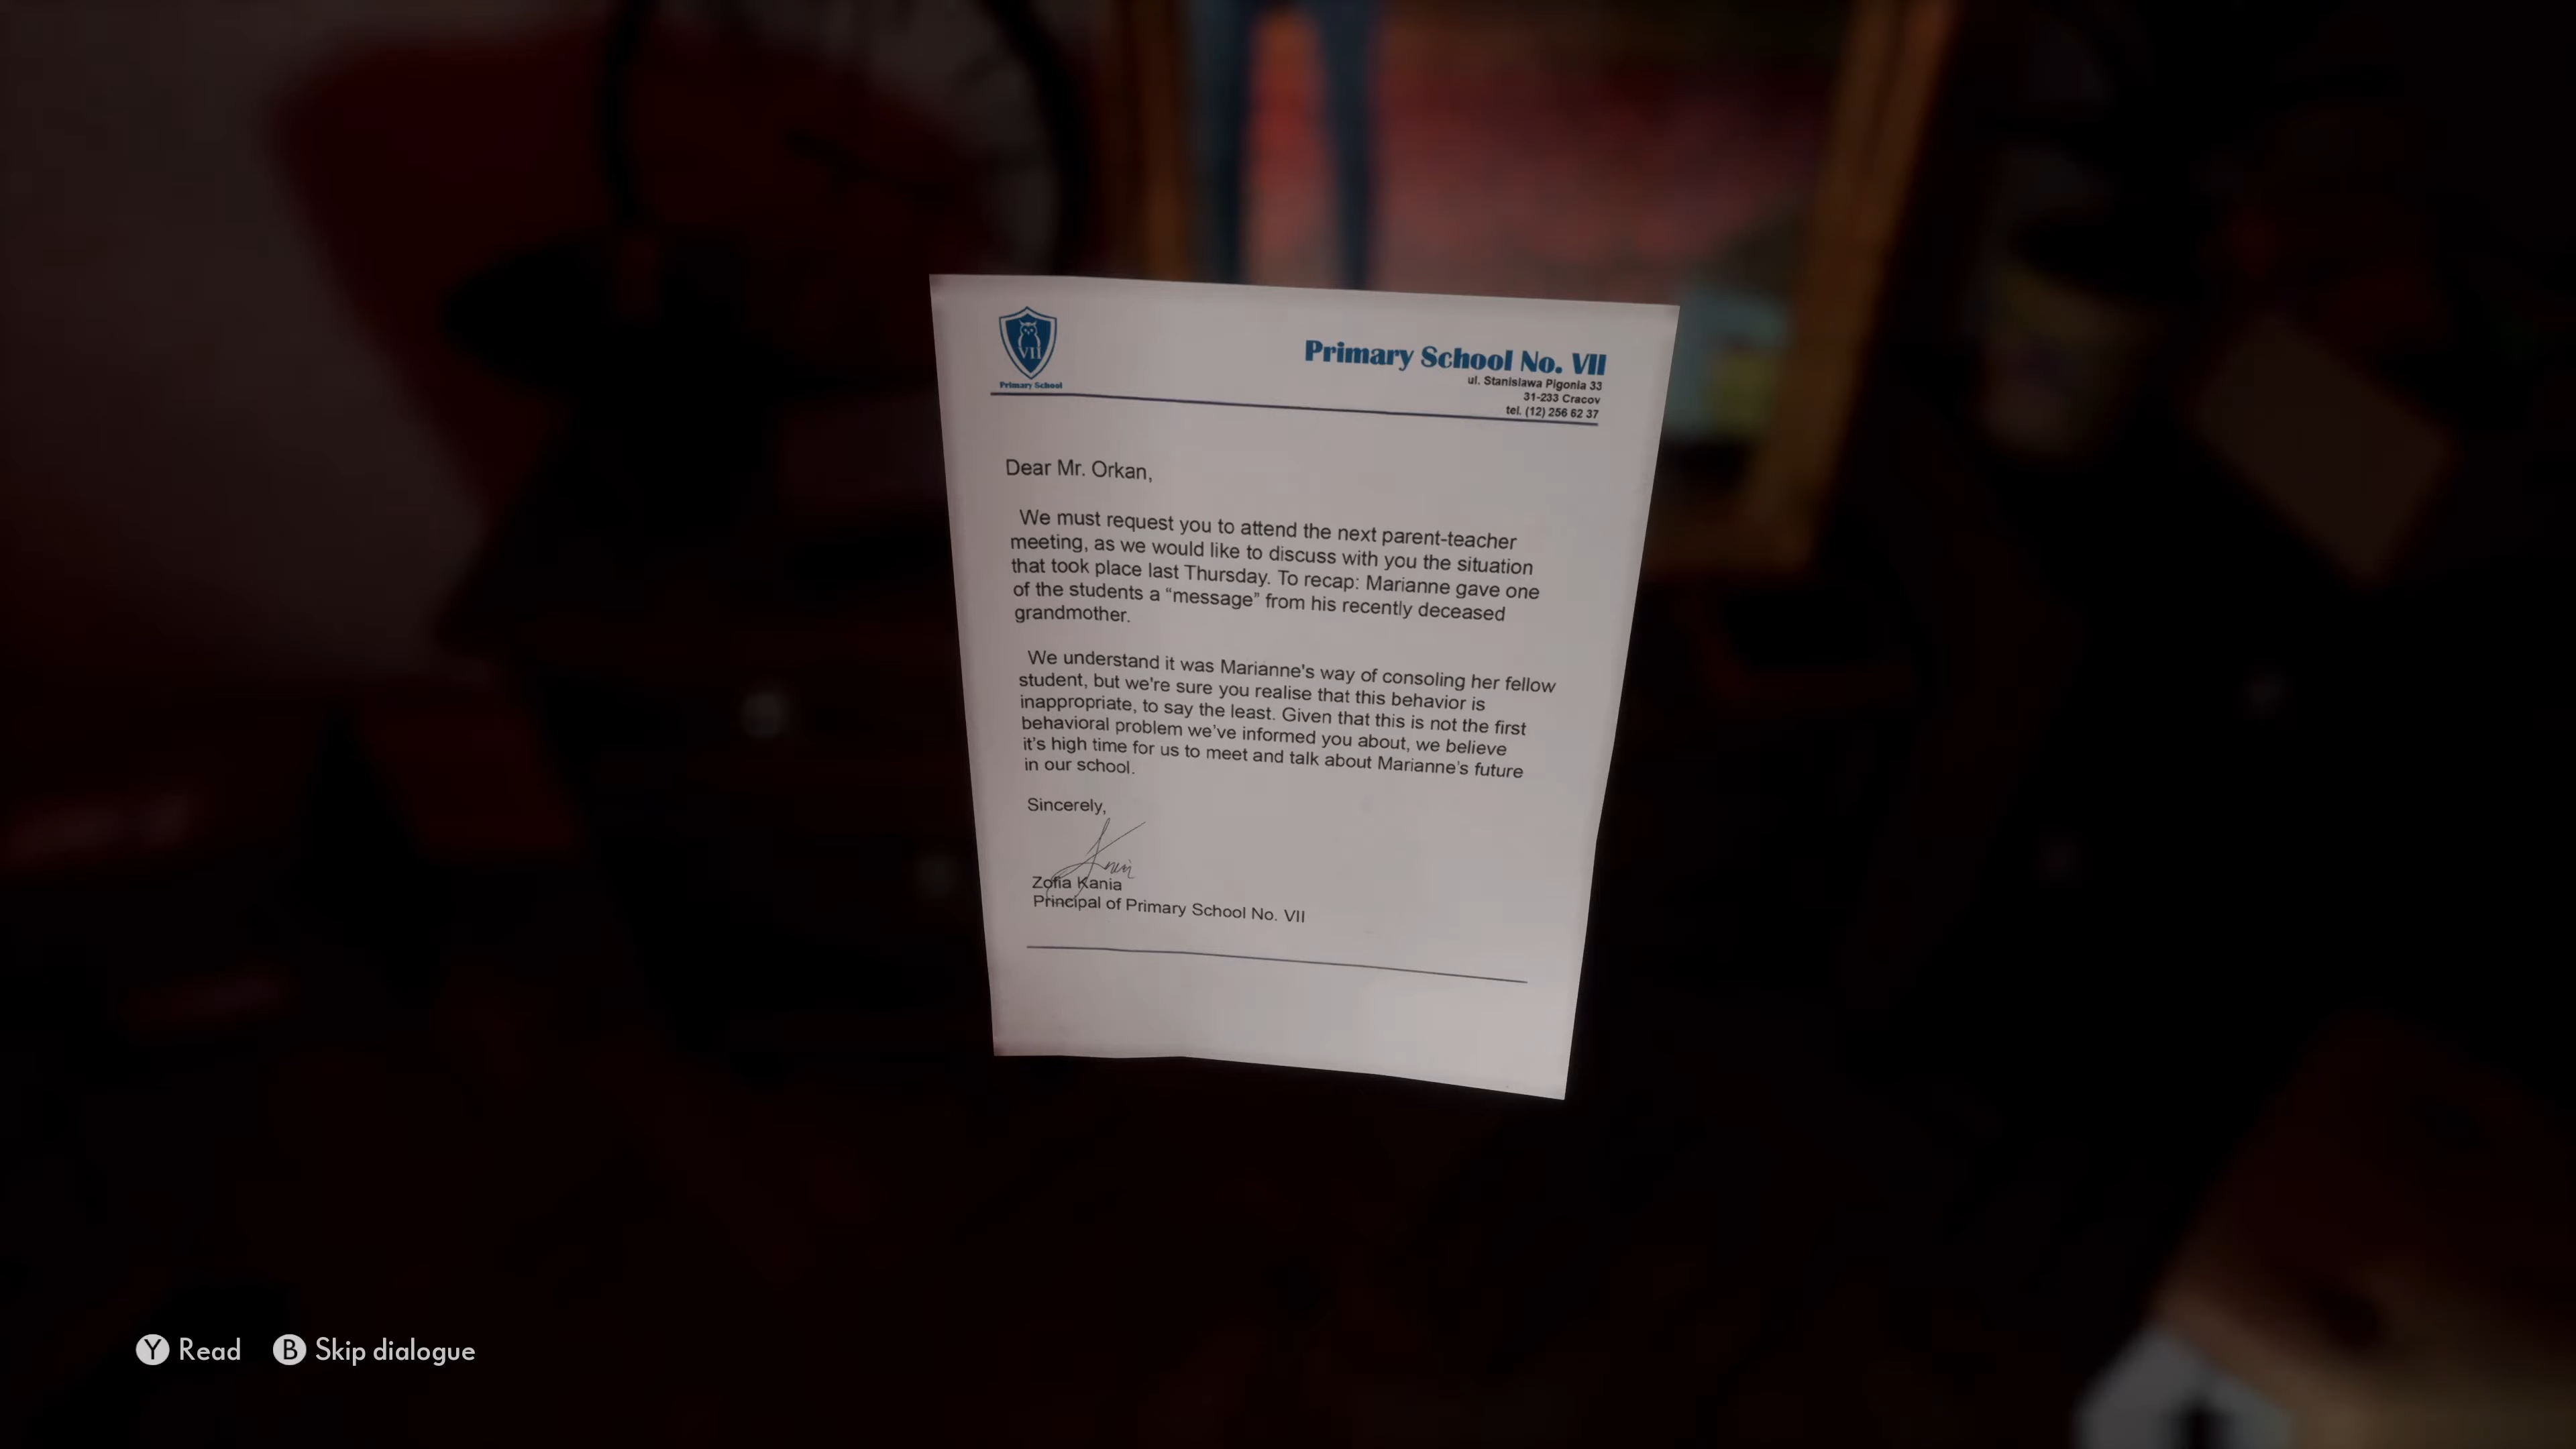 VII
Primary School
Primary School No. VII
ul. Stanislawa Pigonia 33
31-233 Cracov
tel. (12) 256 62 37
Dear Mr. Orkan,
We must request you to attend the next parent-teacher
meeting, as we would like to discuss with you the situation
that took place last Thursday. To recap: Marianne gave one
of the students a “message” from his recently deceased
grandmother.
We understand it was Marianne's way of consoling her fellow
student, but we're sure you realise that this behavior is
inappropriate, to say the least. Given that this is not the first
behavioral problem we’ve informed you about, we believe
it’s high time for us to meet and talk about Marianne’s future
in our school.
Sincerely,
Zofia Kania
Principal of Primary School No. VII
Y Read B Skip dialogue